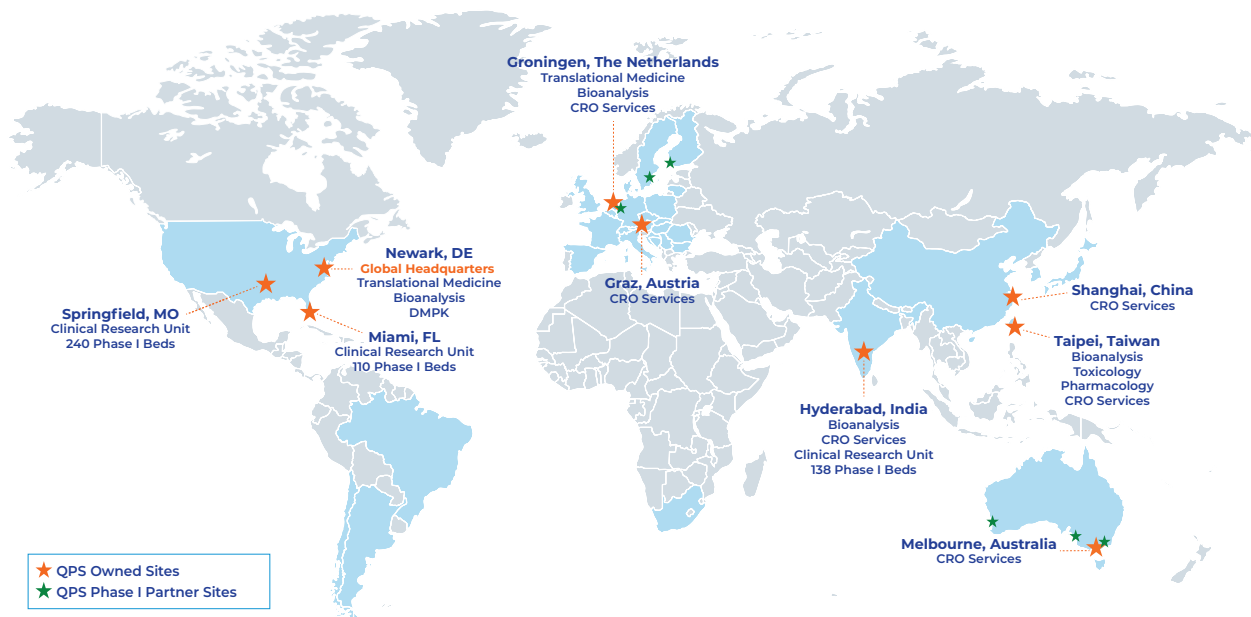 Groningen, The Netherlands
Translational Medicine
Bioanalysis
CRO Services
Newark, DE
Global Headquarters
Translational Medicine
Bioanalysis
DMPK
Springfield, MO
Clinical Research Unit
240 Phase I Beds
Miami, FL
Clinical Research Unit
110 Phase I Beds
Graz, Austria
CRO Services
Shanghai, China
CRO Services
Taipei, Taiwan
Bioanalysis
Toxicology
Pharmacology
CRO Services
Hyderabad, India
Bioanalysis
CRO Services
Clinical Research Unit
138 Phase I Beds
Melbourne, Australia
CRO Services
QPS Owned Sites
QPS Phase I Partner Sites